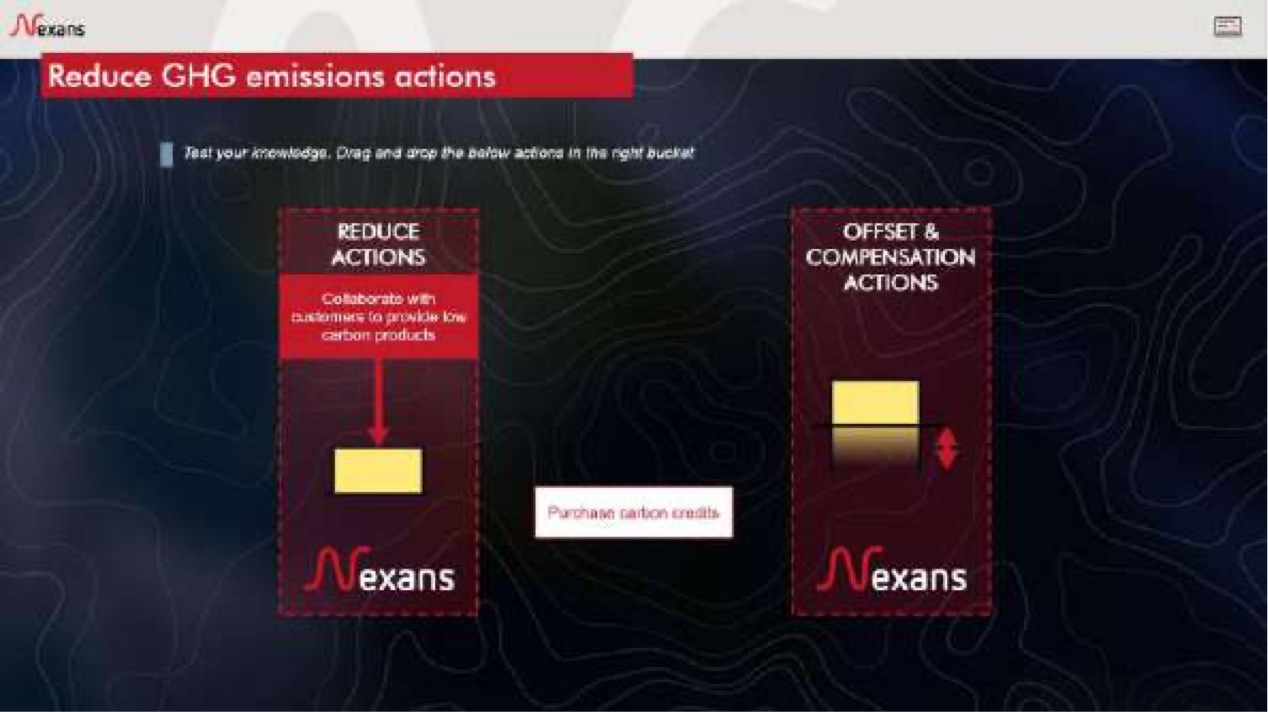 Nexans
Reduce GHG emissions actions
Test your knowledge. Drag and drop the below actions in the right bucket
REDUCE
ACTIONS
Collaborate with
customers to provide low
carbon products
Nexans
Purchase carbon credits
OFFSET &
COMPENSATION
ACTIONS
Nexans